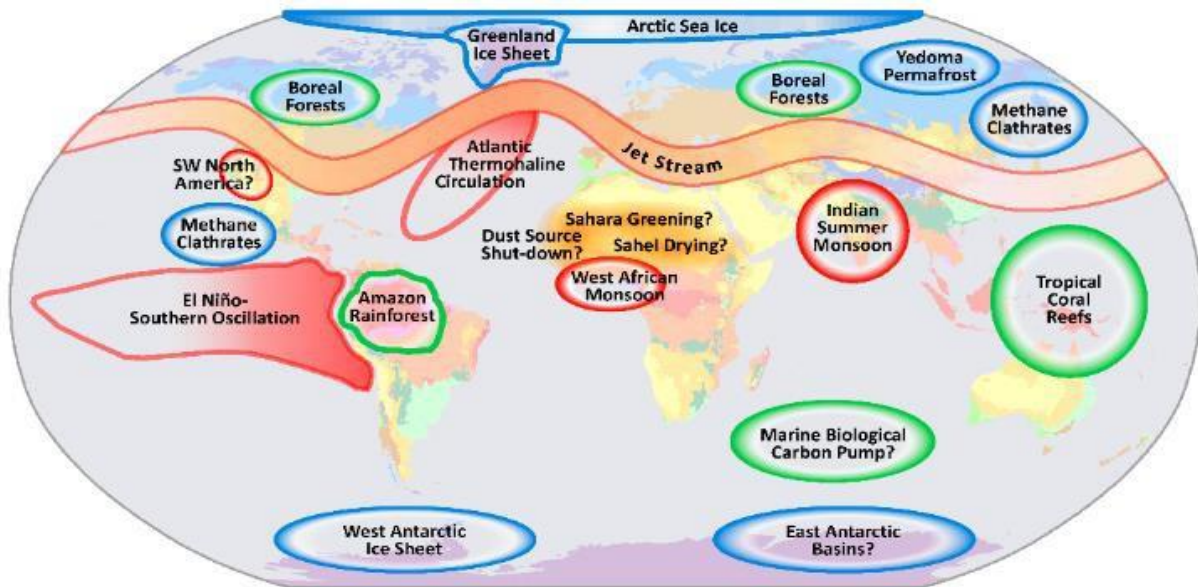 Arctic Sea Ice
Greenland
Ice Sheet
Yedoma
Permafrost
Boreal
Forests
Boreal
Forests
Methane
Clathrates
Jet Stream
Atlantic
Thermohaline
Circulation
SW North
America?
Methane
Clathrates
Sahara Greening?
Dust Source
Shut-down?
Sahel Drying?
Indian
Summer
Monsoon
West African
Monsoon
El Niño-
Southern Oscillation
Amazon
Rainforest
Tropical
Coral
Reefs
Marine Biological
Carbon Pump?
West Antarctic
Ice Sheet
East Antarctic
Basins?